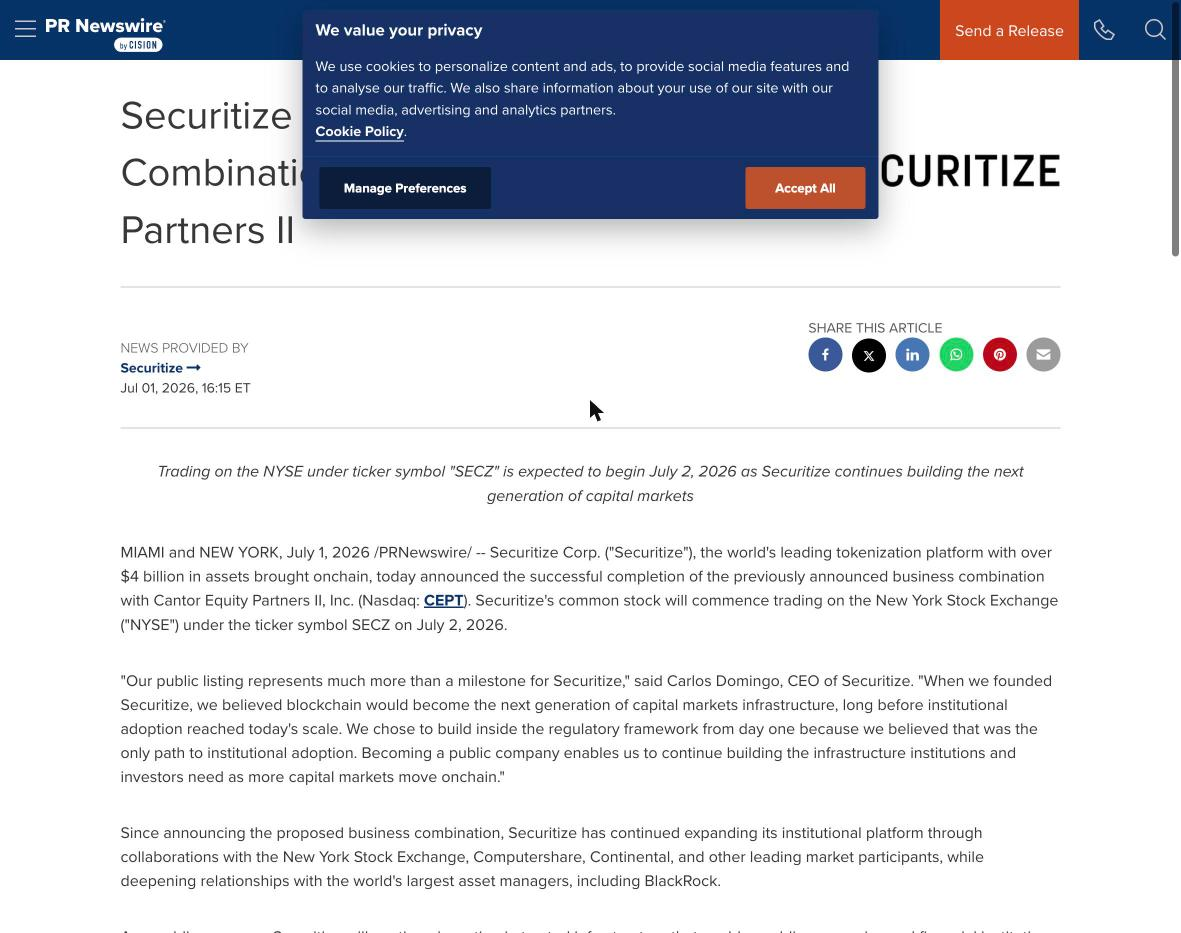 PR Newswire
by CISION
We value your privacy
We use cookies to personalize content and ads, to provide social media features and
to analyse our traffic. We also share information about your use of our site with our
social media, advertising and analytics partners.
Cookie Policy.
Manage Preferences
Accept All
Send a Release
Securitize
Partners II
CURITIZE
NEWS PROVIDED BY
Securitize
Jul 01, 2026, 16:15 ET
SHARE THIS ARTICLE
Trading on the NYSE under ticker symbol "SECZ" is expected to begin July 2, 2026 as Securitize continues building the next
generation of capital markets
MIAMI and NEW YORK, July 1, 2026 /PRNewswire/ -- Securitize Corp. ("Securitize"), the world's leading tokenization platform with over
$4 billion in assets brought onchain, today announced the successful completion of the previously announced business combination
with Cantor Equity Partners II, Inc. (Nasdaq: CEPT). Securitize's common stock will commence trading on the New York Stock Exchange
("NYSE") under the ticker symbol SECZ on July 2, 2026.
"Our public listing represents much more than a milestone for Securitize," said Carlos Domingo, CEO of Securitize. "When we founded
Securitize, we believed blockchain would become the next generation of capital markets infrastructure, long before institutional
adoption reached today's scale. We chose to build inside the regulatory framework from day one because we believed that was the
only path to institutional adoption. Becoming a public company enables us to continue building the infrastructure institutions and
investors need as more capital markets move onchain."
Since announcing the proposed business combination, Securitize has continued expanding its institutional platform through
collaborations with the New York Stock Exchange, Computershare, Continental, and other leading market participants, while
deepening relationships with the world's largest asset managers, including BlackRock.